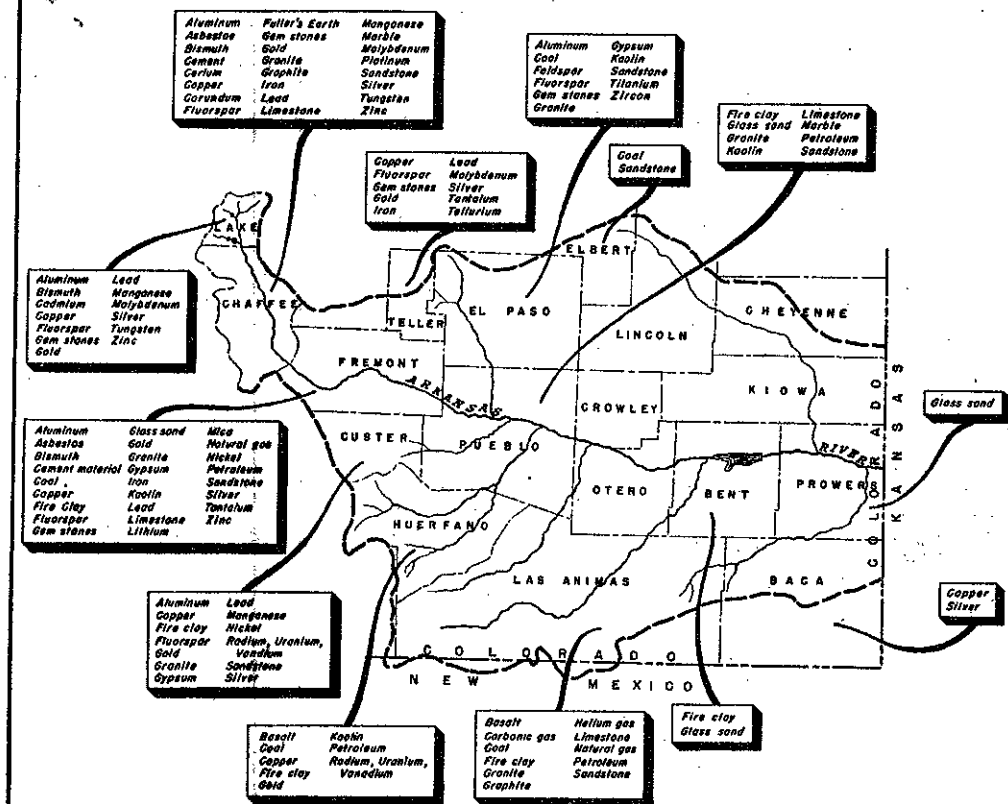 Aluminum Fuller's Earth Manganese
Asbestos Gem stones Marble
Bismuth Gold Molybdenum
Cement Granite Platinum
Cerium Graphite Sandstone
Copper Iron Silver
Corundum Lead Tungsten
Fluorspar Limestone Zinc
Aluminum Gypsum
Coal Kaolin
Feldspar Sandstone
Fluorspar Titanium
Gem stones Zircon
Granite
Fire clay Limestone
Glass sand Marble
Granite Petroleum
Kaolin Sandstone
Copper Lead
Fluorspar Molybdenum
Gem stones Silver
Gold Tantalum
Iron Tellurium
Coal
Sandstone
LAKE
ELBERT
Aluminum Lead
Bismuth Manganese
Cadmium Molybdenum
Copper Silver
Fluorspar Tungsten
Gem stones Zinc
Gold
CHAFFEE
TELLER
EL PASO
LINCOLN
CHEYENNE
FREMONT
ARKANSAS
CROWLEY
KIOWA
Glass sand
Aluminum Glass sand Mica
Asbestos Gold Natural gas
Bismuth Granite Nickel
Cement material Gypsum Petroleum
Coal Iron Sandstone
Copper Kaolin Silver
Fire Clay Lead Tantalum
Fluorspar Limestone Zinc
Gem stones Lithium
CUSTER
PUEBLO
RIVER
OTERO
BENT
PROWERS
COLORADO
KANSAS
HUERFANO
LAS ANIMAS
BACA
Copper
Silver
Aluminum Lead
Copper Manganese
Fire clay Nickel
Fluorspar Radium, Uranium,
Gold Vanadium
Granite Sandstone
Gypsum Silver
COLORADO
NEW MEXICO
Basalt Kaolin
Coal Petroleum
Copper Radium, Uranium,
Fire clay Vanadium
Gold
Basalt Helium gas
Carbonic gas Limestone
Coal Natural gas
Fire clay Petroleum
Granite Sandstone
Graphite
Fire clay
Glass sand